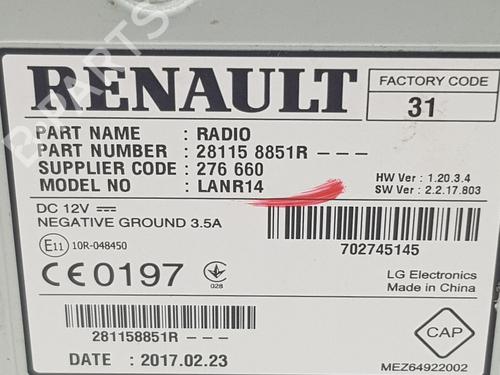 RENAULT
FACTORY CODE
31
PART NAME : RADIO
PART NUMBER : 28115 8851R ---
SUPPLIER CODE : 276 660
MODEL NO : LANR14
HW Ver : 1.20.3.4
SW Ver : 2.2.17.803
DC 12V
NEGATIVE GROUND 3.5A
702745145
E11 10R-048450
CE0197
028
LG Electronics
Made in China
281158851R ---
CAP
DATE : 2017.02.23
MEZ64922002